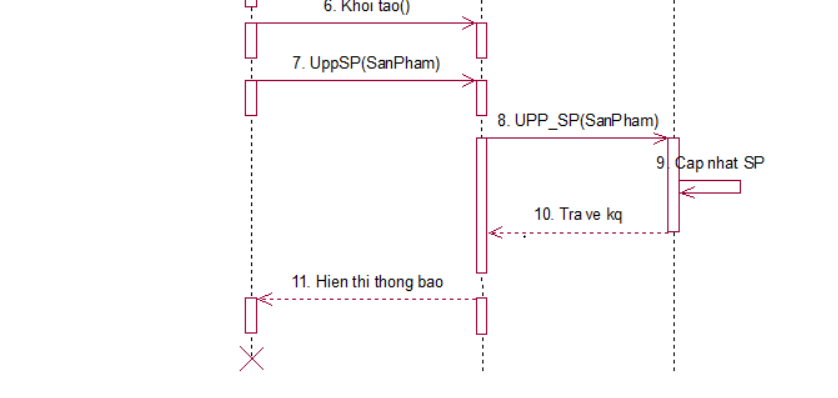 6. Khoi tao()
7. UppSP(SanPham)
8. UPP_SP(SanPham)
9. Cap nhat SP
10. Tra ve kq
11. Hien thi thong bao